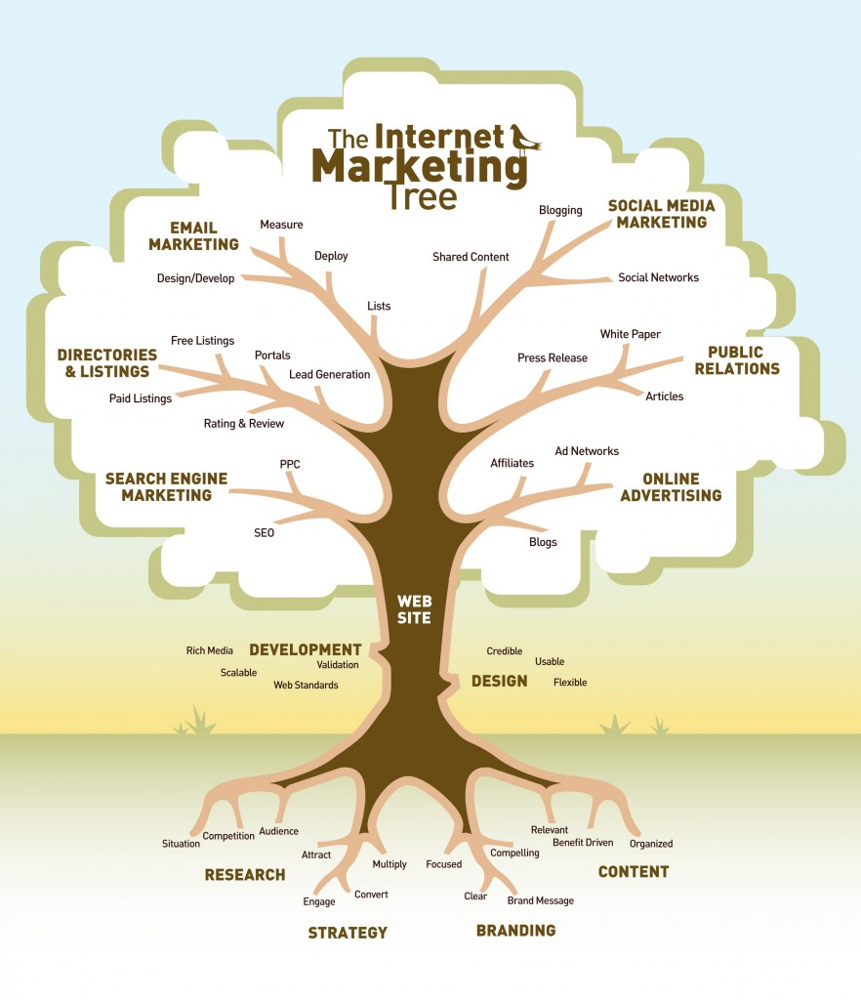 The Internet
Marketing
Tree
EMAIL
MARKETING
Measure
Deploy
Design/Develop
Lists
Blogging
SOCIAL MEDIA
MARKETING
Shared Content
Social Networks
DIRECTORIES
& LISTINGS
Free Listings
Portals
Lead Generation
Paid Listings
Rating & Review
White Paper
Press Release
PUBLIC
RELATIONS
Articles
SEARCH ENGINE
MARKETING
PPC
SEO
Affiliates
Ad Networks
ONLINE
ADVERTISING
Blogs
WEB
SITE
Rich Media
DEVELOPMENT
Validation
Scalable
Web Standards
Credible
Usable
DESIGN
Flexible
Situation
Competition
Audience
RESEARCH
Attract
Multiply
Engage
Convert
STRATEGY
Focused
Compelling
Clear
Brand Message
BRANDING
Relevant
Benefit Driven
Organized
CONTENT